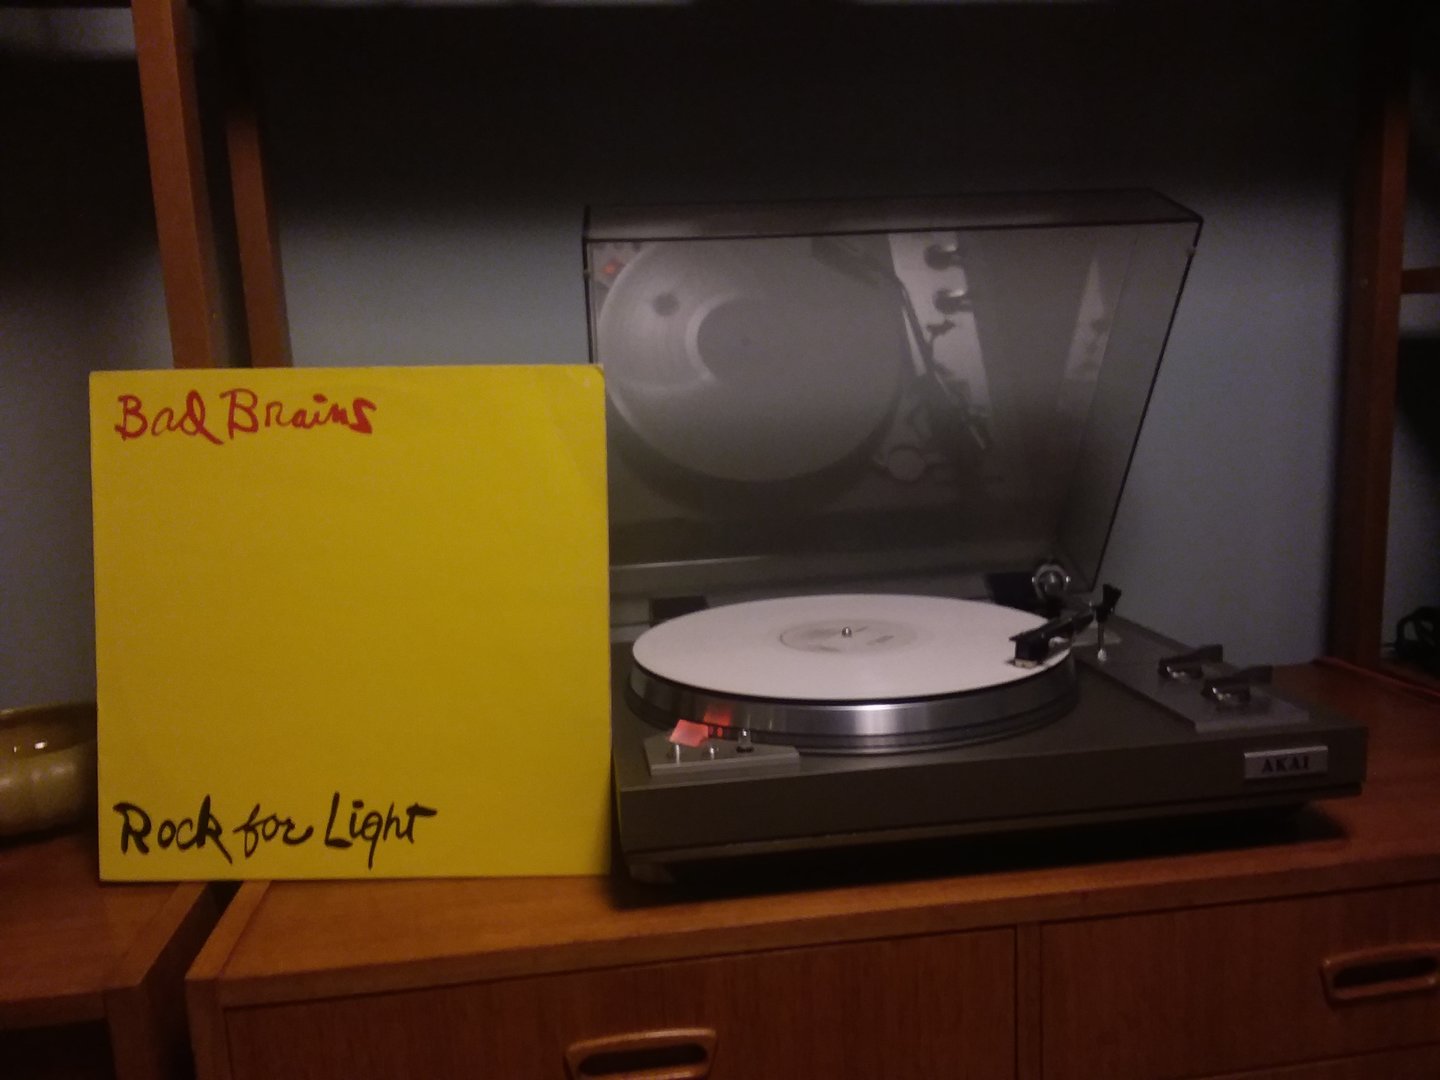 Bad Brains
Rock for Light
AKAI